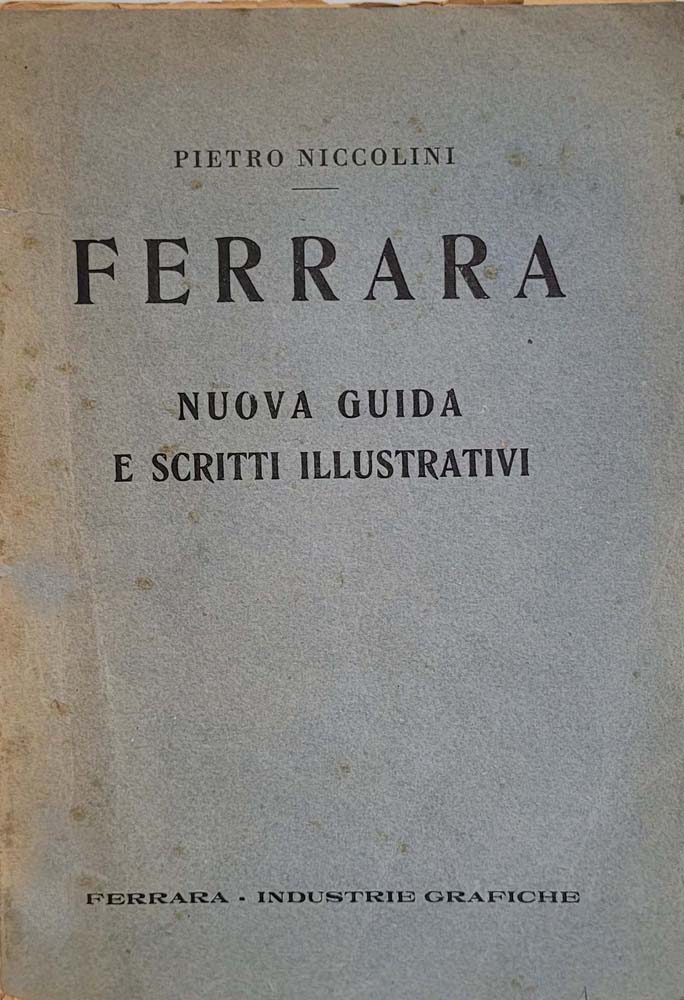 PIETRO NICCOLINI
FERRARA
NUOVA GUIDA
E SCRITTI ILLUSTRATIVI
FERRARA - INDUSTRIE GRAFICHE